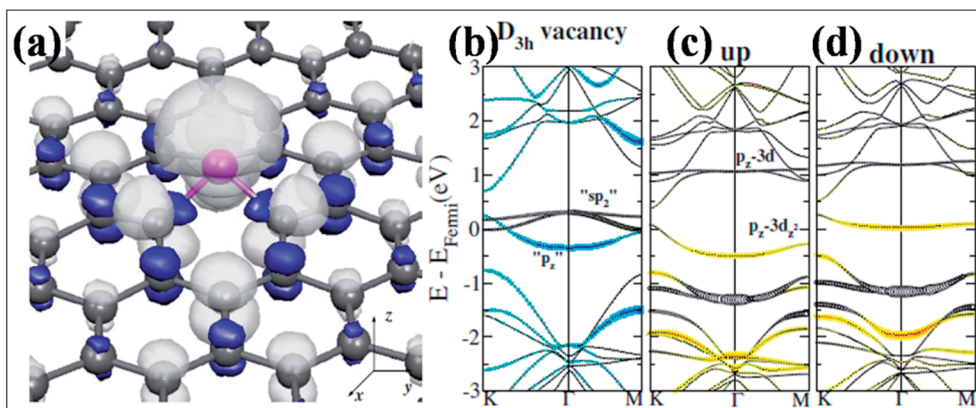 (a)
z
x
y
(b)
D3h vacancy
E - EFermi(eV)
3
2
1
0
-1
-2
-3
"sp2"
"pz"
K Γ M
(c)
up
pz-3d
pz-3dz²
K Γ M
(d)
down
K Γ M